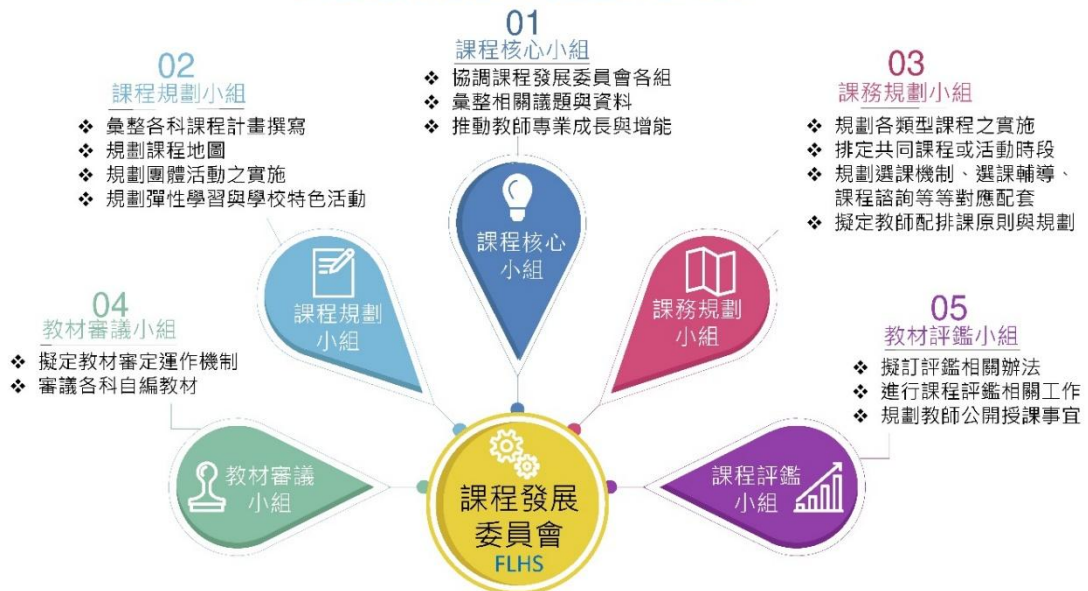 01
課程核心小組
❖ 協調課程發展委員會各組
❖ 彙整相關議題與資料
❖ 推動教師專業成長與增能
02
課程規劃小組
❖ 彙整各科課程計畫撰寫
❖ 規劃課程地圖
❖ 規劃團體活動之實施
❖ 規劃彈性學習與學校特色活動
03
課務規劃小組
❖ 規劃各類型課程之實施
❖ 排定共同課程或活動時段
❖ 規劃選課機制、選課輔導、
課程諮詢等等對應配套
❖ 擬定教師配排課原則與規劃
04
教材審議小組
❖ 擬定教材審定運作機制
❖ 審議各科自編教材
05
教材評鑑小組
❖ 擬訂評鑑相關辦法
❖ 進行課程評鑑相關工作
❖ 規劃教師公開授課事宜
課程核心
小組
課程規劃
小組
課務規劃
小組
教材審議
小組
課程評鑑
小組
課程發展
委員會
FLHS